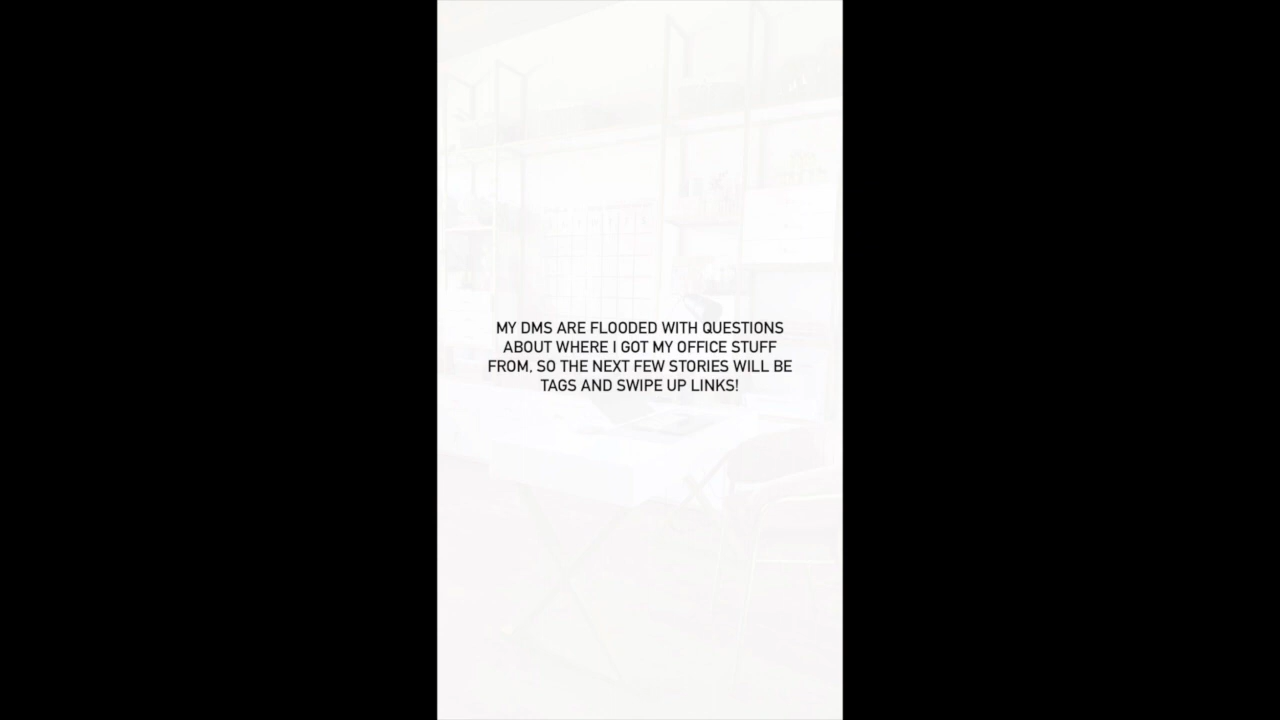 MY DMS ARE FLOODED WITH QUESTIONS
ABOUT WHERE I GOT MY OFFICE STUFF
FROM, SO THE NEXT FEW STORIES WILL BE
TAGS AND SWIPE UP LINKS!